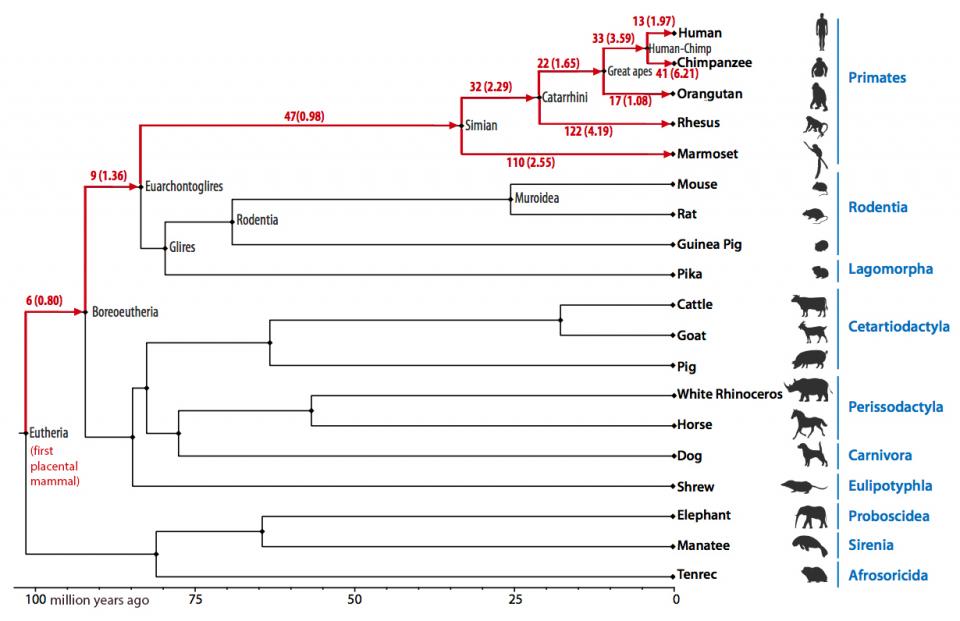 13 (1.97)
Human
33 (3.59)
Human-Chimp
Chimpanzee
22 (1.65)
Great apes
41 (6.21)
Primates
32 (2.29)
Catarrhini
17 (1.08)
Orangutan
47(0.98)
Simian
122 (4.19)
Rhesus
110 (2.55)
Marmoset
9 (1.36)
Euarchontoglires
Mouse
Muroidea
Rodentia
Rat
Rodentia
Glires
Guinea Pig
Pika
Lagomorpha
6 (0.80)
Boreoeutheria
Cattle
Cetartiodactyla
Goat
Pig
White Rhinoceros
Perissodactyla
Horse
Eutheria
(first
placental
mammal)
Dog
Carnivora
Shrew
Eulipotyphla
Elephant
Proboscidea
Manatee
Sirenia
Tenrec
Afrosoricida
100 million years ago 75 50 25 0